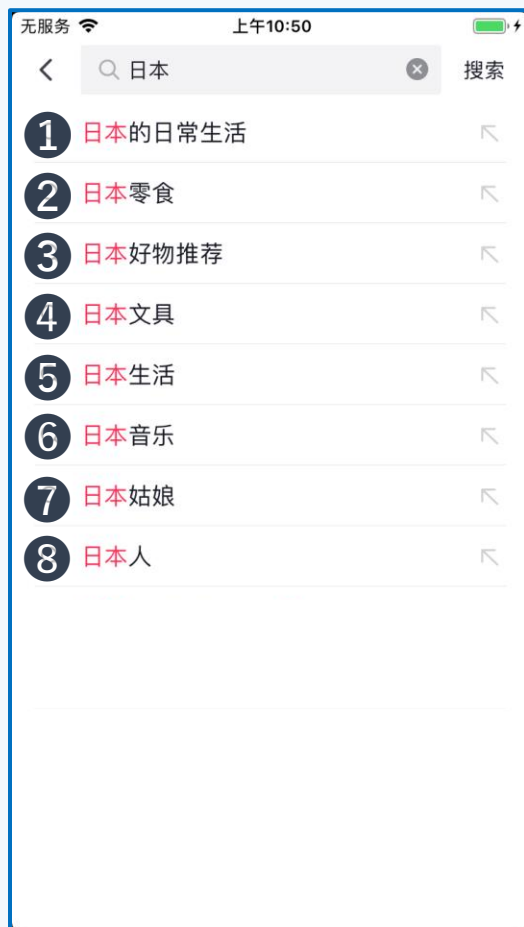 无服务 上午10:50
日本 搜索
1 日本的日常生活
2 日本零食
3 日本好物推荐
4 日本文具
5 日本生活
6 日本音乐
7 日本姑娘
8 日本人